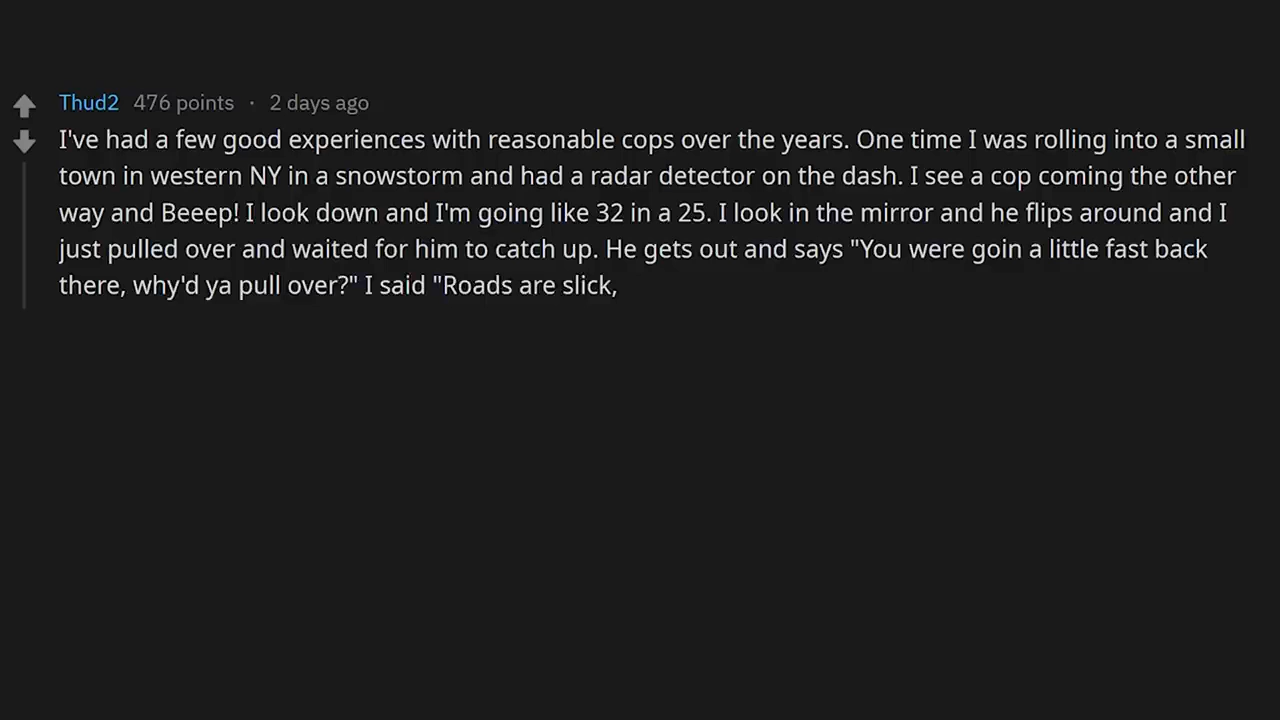 Thud2 476 points · 2 days ago
I've had a few good experiences with reasonable cops over the years. One time I was rolling into a small
town in western NY in a snowstorm and had a radar detector on the dash. I see a cop coming the other
way and Beeep! I look down and I'm going like 32 in a 25. I look in the mirror and he flips around and I
just pulled over and waited for him to catch up. He gets out and says "You were goin a little fast back
there, why'd ya pull over?" I said "Roads are slick,